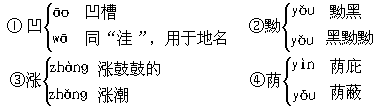 ① 凹 āo 凹槽
wā 同“洼”,用于地名
② 黝 yǒu 黝黑
yǒu 黑黝黝
③ 涨 zhàng 涨鼓鼓的
zhǎng 涨潮
④ 荫 yìn 荫庇
yǒu 荫蔽